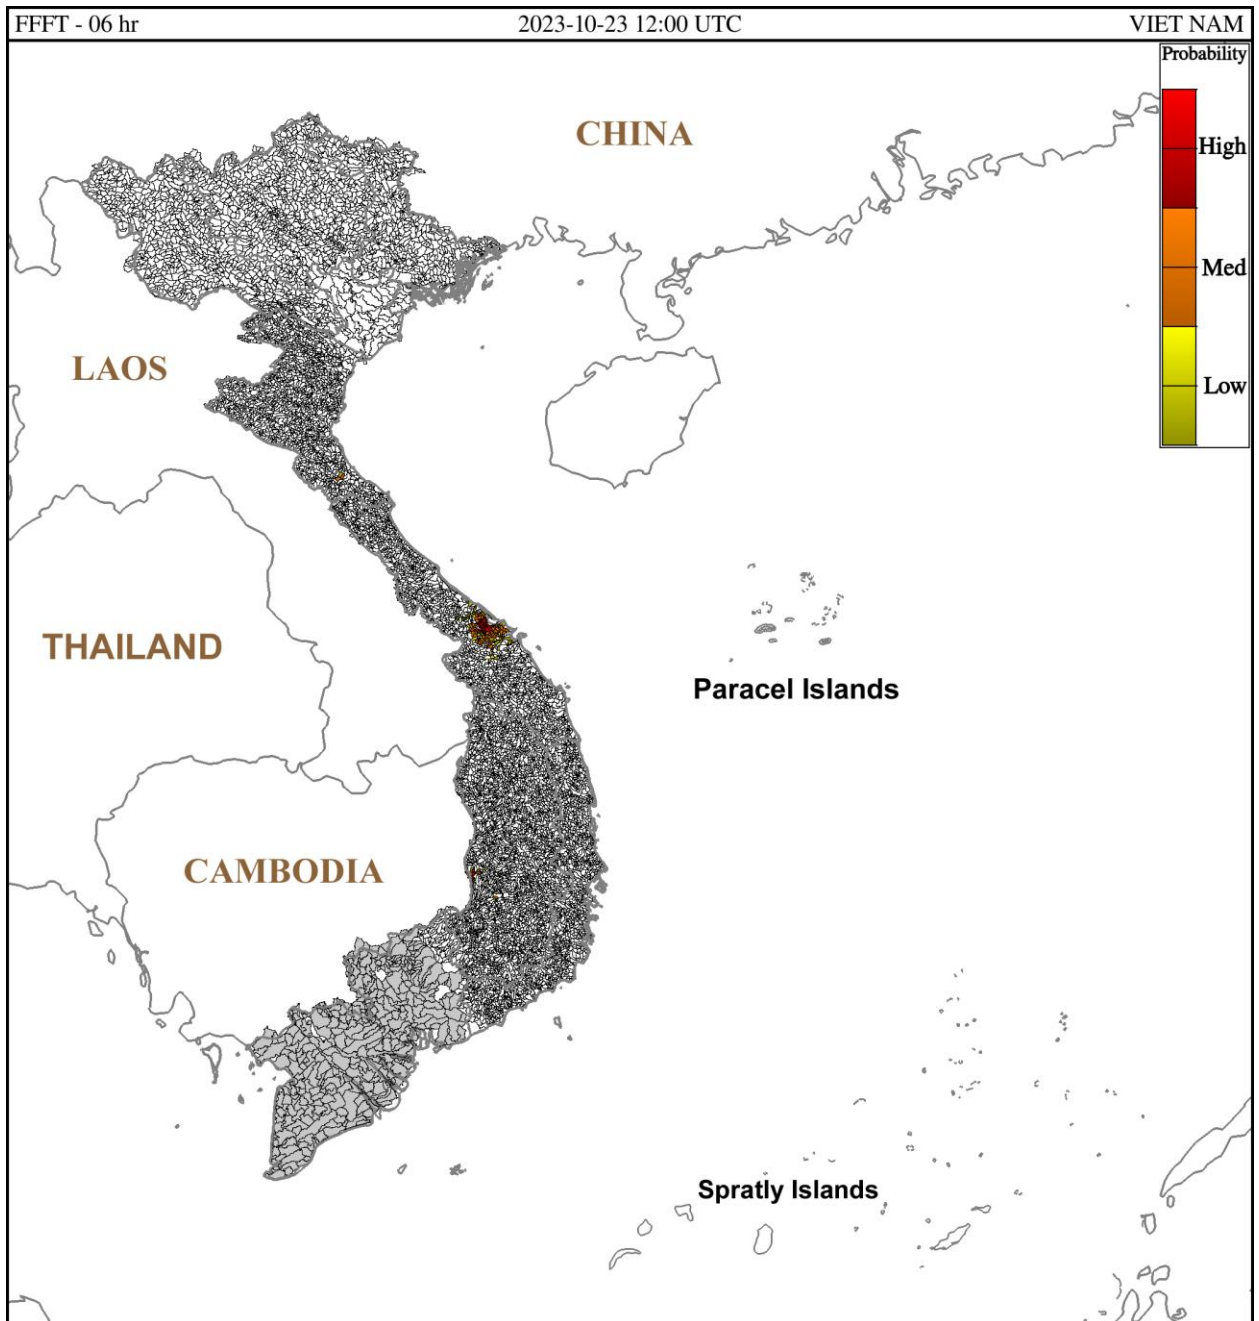 FFFT - 06 hr
2023-10-23 12:00 UTC
VIET NAM
Probability
High
Med
Low
CHINA
LAOS
THAILAND
Paracel Islands
CAMBODIA
Spratly Islands